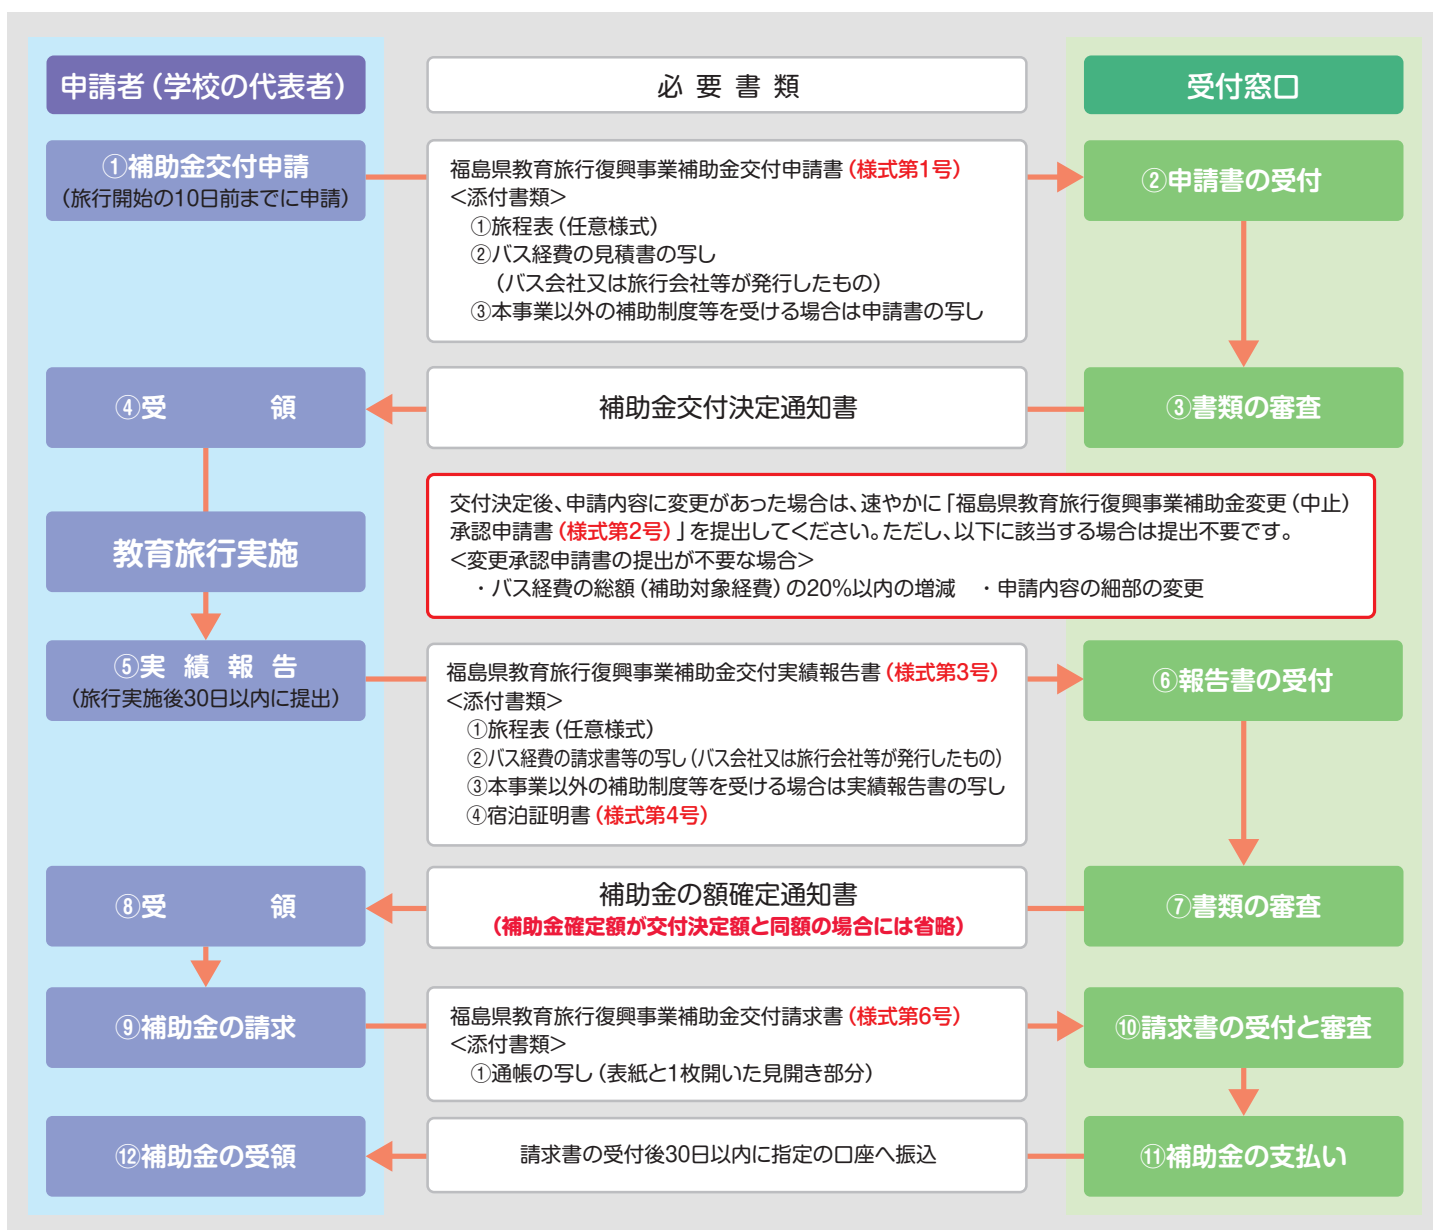 申請者（学校の代表者）
必要書類
受付窓口
①補助金交付申請
（旅行開始の10日前までに申請）
福島県教育旅行復興事業補助金交付申請書（様式第1号）
<添付書類>
①旅程表（任意様式）
②バス経費の見積書の写し
（バス会社又は旅行会社等が発行したもの）
③本事業以外の補助制度等を受ける場合は申請書の写し
②申請書の受付
④受　領
補助金交付決定通知書
③書類の審査
交付決定後、申請内容に変更があった場合は、速やかに「福島県教育旅行復興事業補助金変更（中止）
承認申請書（様式第2号）」を提出してください。ただし、以下に該当する場合は提出不要です。
<変更承認申請書の提出が不要な場合>
・バス経費の総額（補助対象経費）の20%以内の増減　・申請内容の細部の変更
教育旅行実施
⑤実績報告
（旅行実施後30日以内に提出）
福島県教育旅行復興事業補助金交付実績報告書（様式第3号）
<添付書類>
①旅程表（任意様式）
②バス経費の請求書等の写し（バス会社又は旅行会社等が発行したもの）
③本事業以外の補助制度等を受ける場合は実績報告書の写し
④宿泊証明書（様式第4号）
⑥報告書の受付
⑧受　領
補助金の額確定通知書
（補助金確定額が交付決定額と同額の場合には省略）
⑦書類の審査
⑨補助金の請求
福島県教育旅行復興事業補助金交付請求書（様式第6号）
<添付書類>
①通帳の写し（表紙と1枚開いた見開き部分）
⑩請求書の受付と審査
⑫補助金の受領
請求書の受付後30日以内に指定の口座へ振込
⑪補助金の支払い